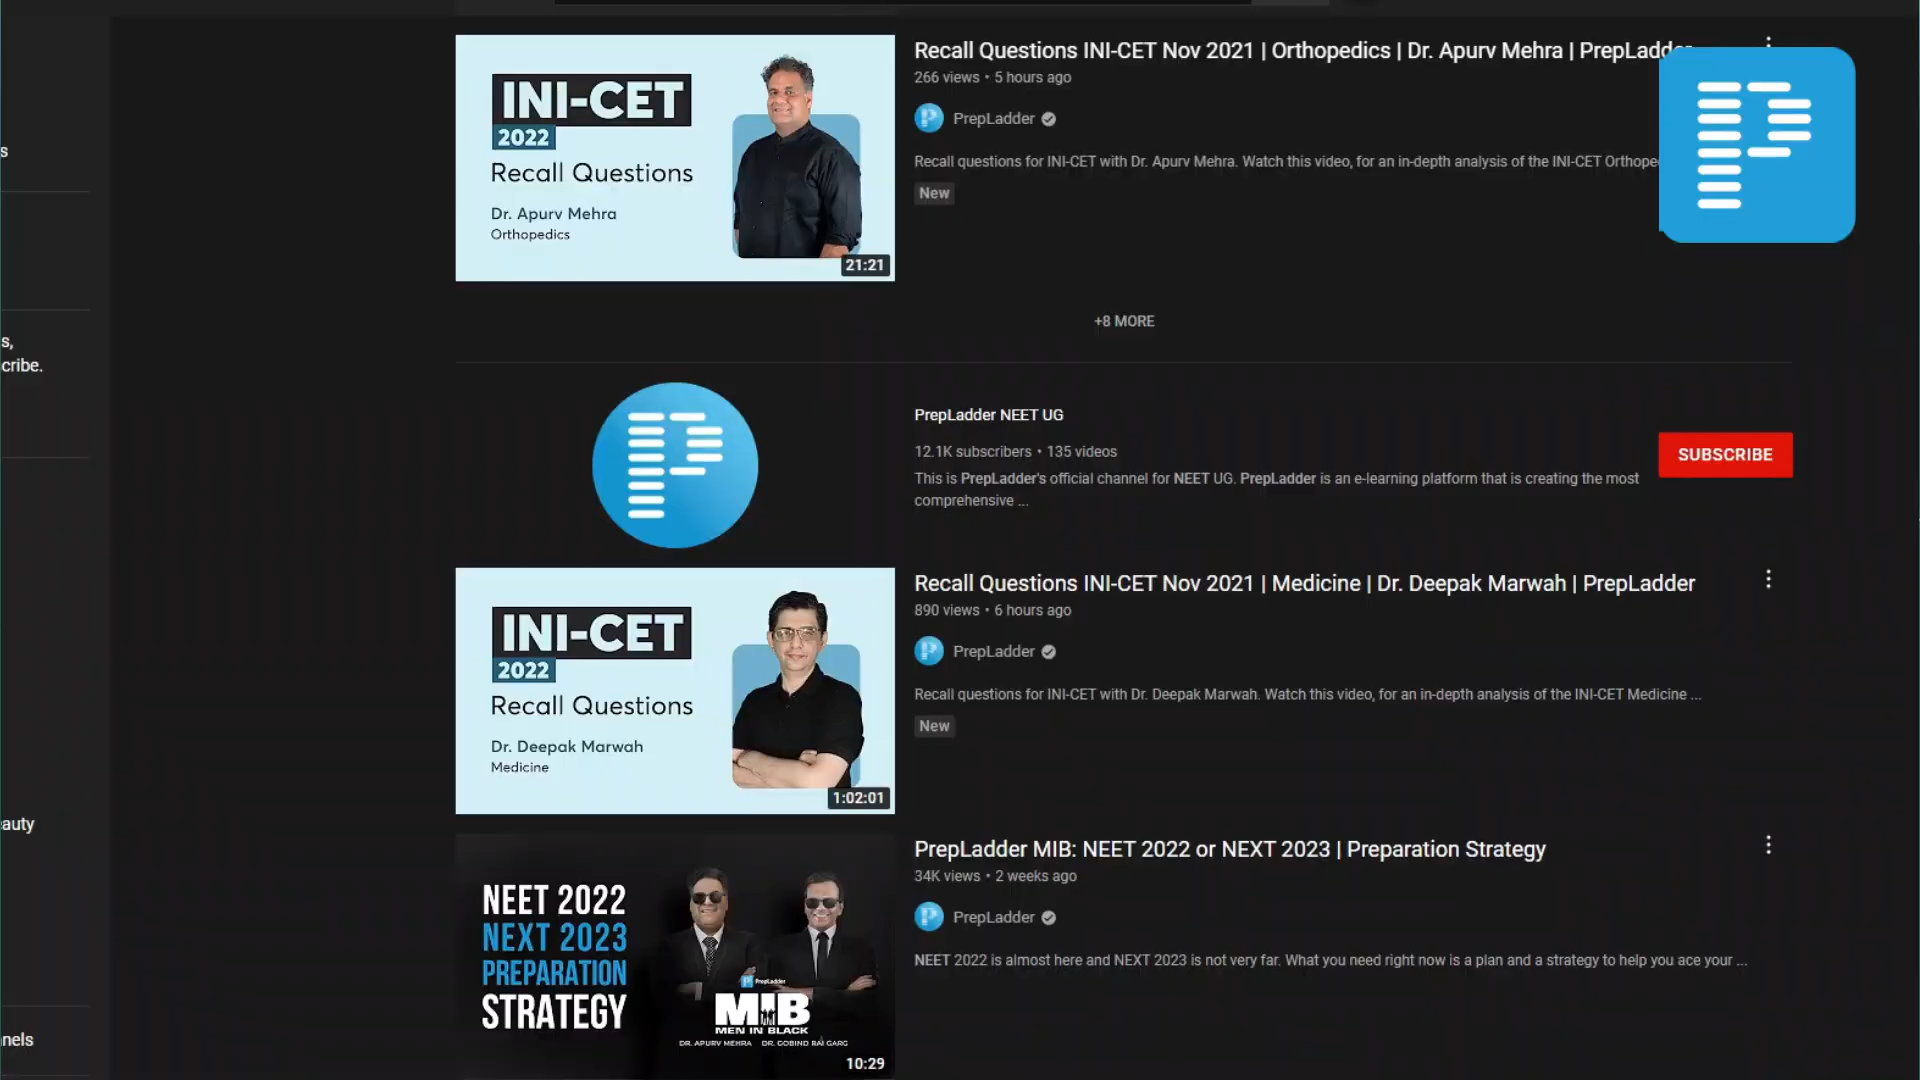 Recall Questions INI-CET Nov 2021 | Orthopedics | Dr. Apurv Mehra | PrepLadder
266 views • 5 hours ago
PrepLadder
Recall questions for INI-CET with Dr. Apurv Mehra. Watch this video, for an in-depth analysis of the INI-CET Orthope
New
INI-CET
2022
Recall Questions
Dr. Apurv Mehra
Orthopedics
21:21
s
+8 MORE
s,
cribe.
PrepLadder NEET UG
12.1K subscribers • 135 videos
This is PrepLadder's official channel for NEET UG. PrepLadder is an e-learning platform that is creating the most
comprehensive ...
SUBSCRIBE
INI-CET
2022
Recall Questions
Dr. Deepak Marwah
Medicine
1:02:01
Recall Questions INI-CET Nov 2021 | Medicine | Dr. Deepak Marwah | PrepLadder
890 views • 6 hours ago
PrepLadder
Recall questions for INI-CET with Dr. Deepak Marwah. Watch this video, for an in-depth analysis of the INI-CET Medicine ...
New
auty
NEET 2022
NEXT 2023
PREPARATION
STRATEGY
PrepLadder
MIB
MEN IN BLACK
DR. APURV MEHRA DR. GOBIND RAI GARG
10:29
PrepLadder MIB: NEET 2022 or NEXT 2023 | Preparation Strategy
34K views • 2 weeks ago
PrepLadder
NEET 2022 is almost here and NEXT 2023 is not very far. What you need right now is a plan and a strategy to help you ace your ...
nels